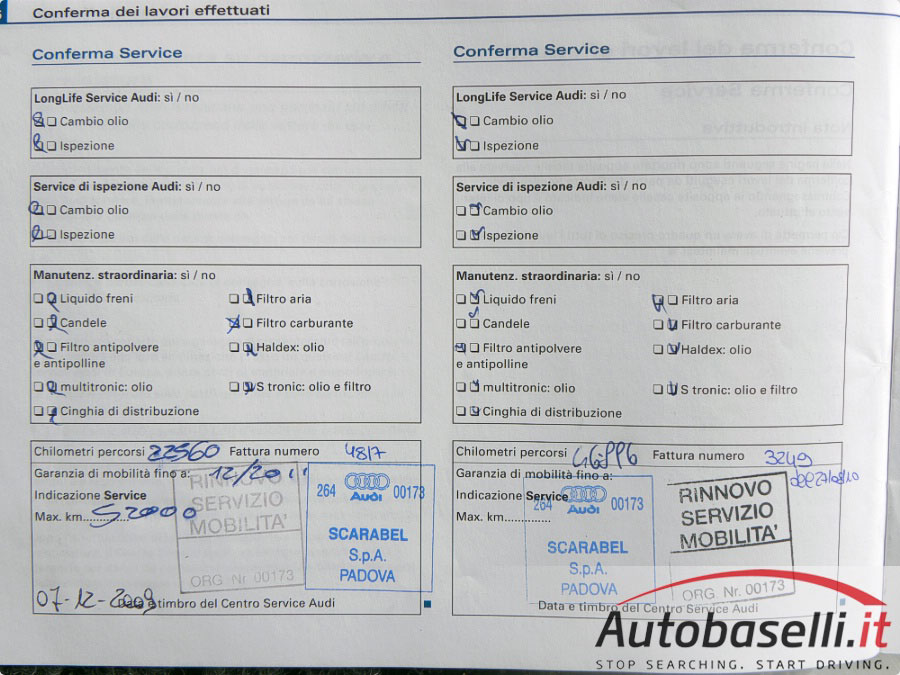 Conferma dei lavori effettuati
Conferma Service
LongLife Service Audi: sì / no
Cambio olio
Ispezione
Service di ispezione Audi: sì / no
Cambio olio
Ispezione
Manutenz. straordinaria: sì / no
Liquido freni
Filtro aria
Candele
Filtro carburante
Filtro antipolvere
e antipolline
Haldex: olio
multitronic: olio
S tronic: olio e filtro
Cinghia di distribuzione
Chilometri percorsi 22560 Fattura numero 4817
Garanzia di mobilità fino a: 12/2011
Indicazione Service
Max. km.............. 52000
RINNOVO
SERVIZIO
MOBILITA'
ORG. Nr. 00173
264 Audi 00173
SCARABEL
S.p.A.
PADOVA
07-12-2009
Data e timbro del Centro Service Audi
Conferma Service
LongLife Service Audi: sì / no
Cambio olio
Ispezione
Service di ispezione Audi: sì / no
Cambio olio
Ispezione
Manutenz. straordinaria: sì / no
Liquido freni
Filtro aria
Candele
Filtro carburante
Filtro antipolvere
e antipolline
Haldex: olio
multitronic: olio
S tronic: olio e filtro
Cinghia di distribuzione
Chilometri percorsi Fattura numero 3249
Garanzia di mobilità fino a:
Indicazione Service
Max. km..............
264 Audi 00173
SCARABEL
S.p.A.
PADOVA
RINNOVO
SERVIZIO
MOBILITA'
ORG. Nr. 00173
Data e timbro del Centro Service Audi
Autobaselli.it
STOP SEARCHING. START DRIVING.